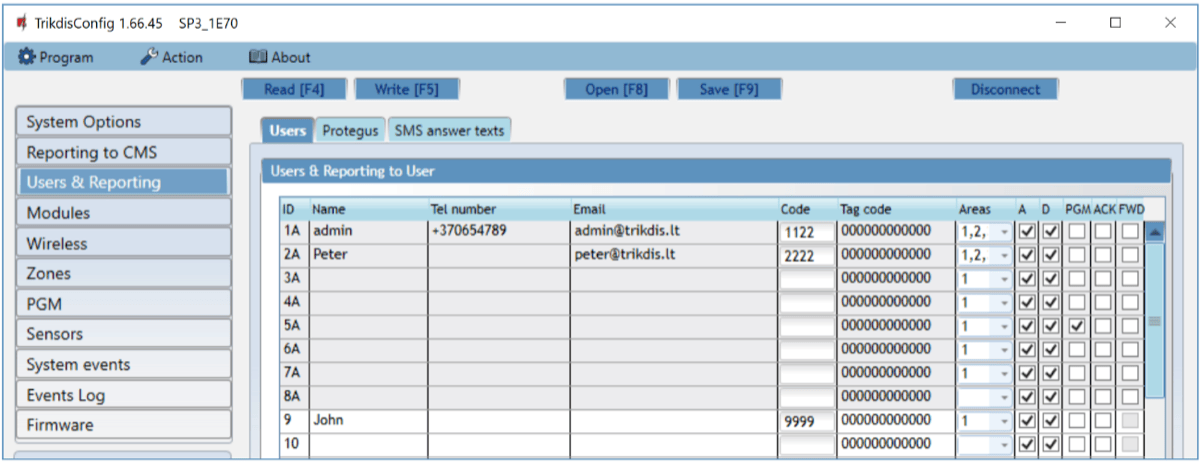 TrikdisConfig 1.66.45 SP3_1E70
Program Action About
Read [F4] Write [F5] Open [F8] Save [F9] Disconnect
System Options
Reporting to CMS
Users & Reporting
Modules
Wireless
Zones
PGM
Sensors
System events
Events Log
Firmware
Users Protegus SMS answer texts
Users & Reporting to User
ID Name Tel number Email Code Tag code Areas A D PGM ACK FWD
1A admin +370654789 admin@trikdis.lt 1122 000000000000 1,2,
2A Peter peter@trikdis.lt 2222 000000000000 1,2,
3A 000000000000 1
4A 000000000000 1
5A 000000000000 1
6A 000000000000 1
7A 000000000000 1
8A 000000000000
9 John 9999 000000000000 1
10 000000000000